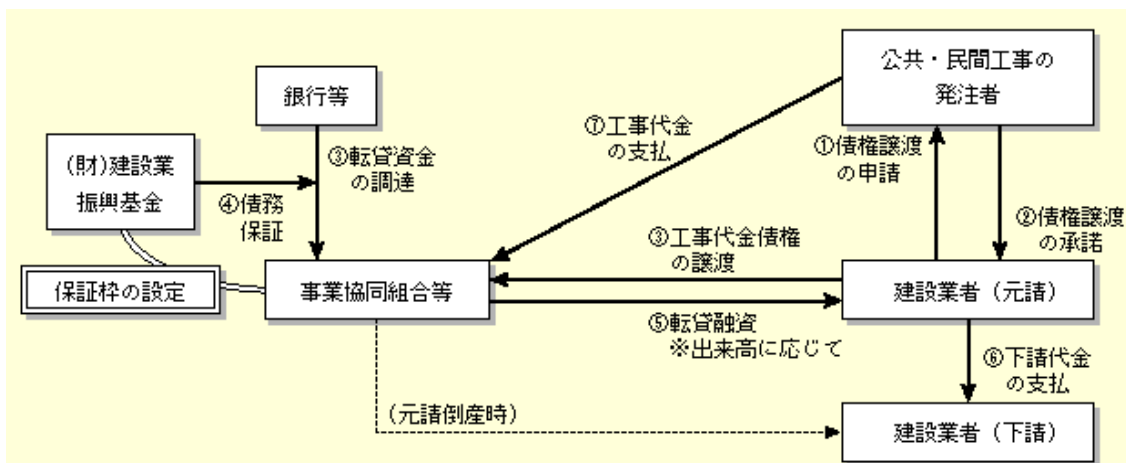 公共・民間工事の
発注者
銀行等
⑦工事代金
の支払
①債権譲渡
の申請
(財)建設業
振興基金
③転貸資金
の調達
④債務
保証
②債権譲渡
の承諾
③工事代金債権
の譲渡
保証枠の設定
事業協同組合等
建設業者（元請）
⑤転貸融資
※出来高に応じて
⑥下請代金
の支払
(元請倒産時)
建設業者（下請）